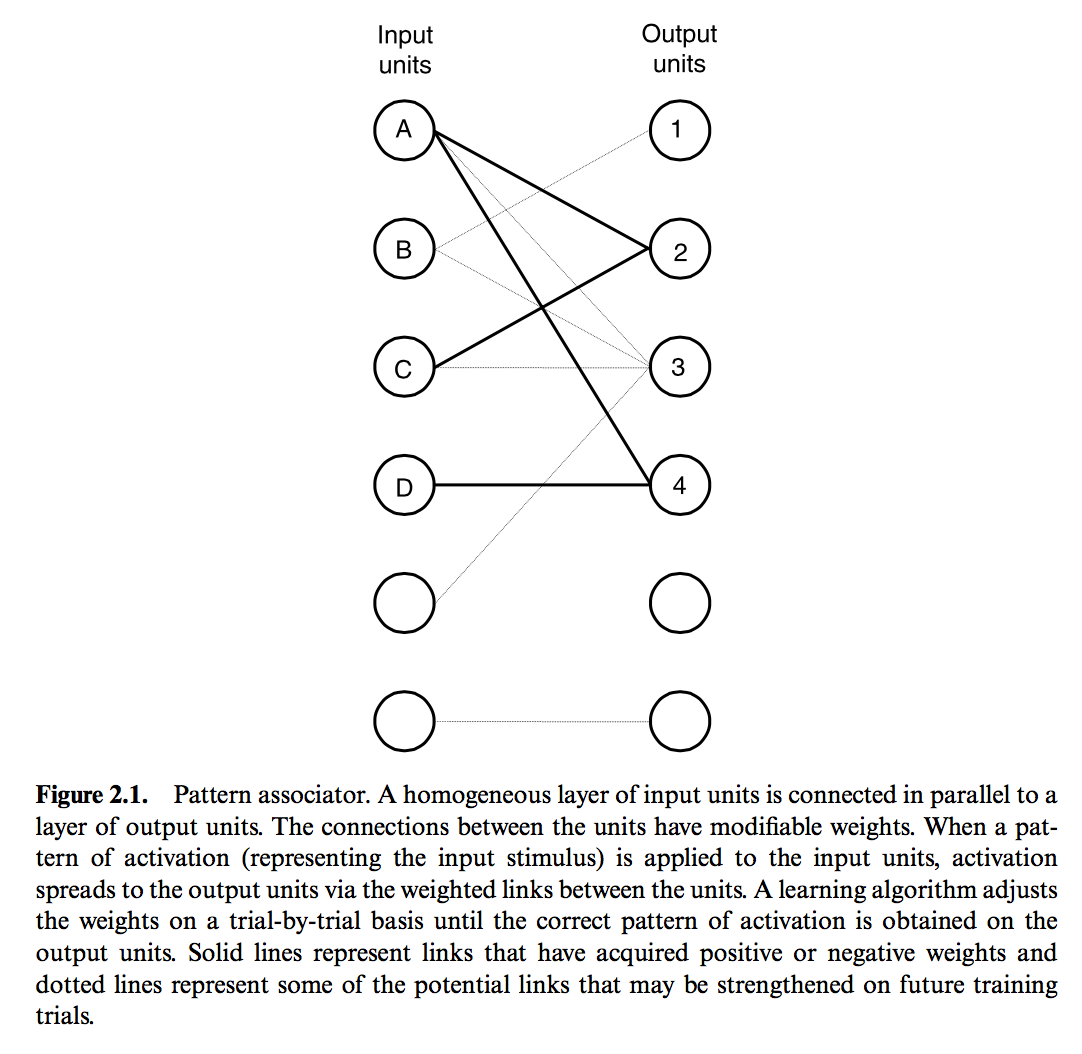 Input
units
Output
units
A
1
B
2
C
3
D
4
Figure 2.1. Pattern associator. A homogeneous layer of input units is connected in parallel to a
layer of output units. The connections between the units have modifiable weights. When a pat-
tern of activation (representing the input stimulus) is applied to the input units, activation
spreads to the output units via the weighted links between the units. A learning algorithm adjusts
the weights on a trial-by-trial basis until the correct pattern of activation is obtained on the
output units. Solid lines represent links that have acquired positive or negative weights and
dotted lines represent some of the potential links that may be strengthened on future training
trials.